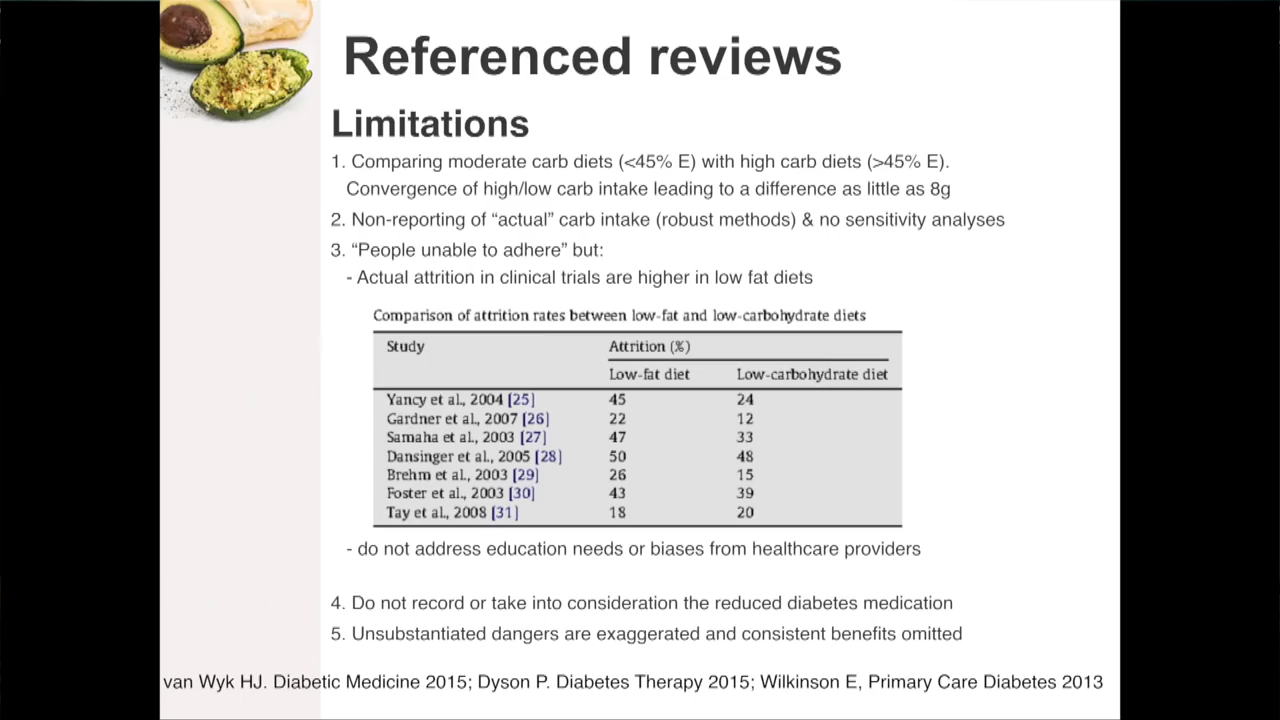 Referenced reviews
Limitations
1. Comparing moderate carb diets (<45% E) with high carb diets (>45% E).
Convergence of high/low carb intake leading to a difference as little as 8g
2. Non-reporting of “actual” carb intake (robust methods) & no sensitivity analyses
3. “People unable to adhere” but:
- Actual attrition in clinical trials are higher in low fat diets
Comparison of attrition rates between low-fat and low-carbohydrate diets
Study Attrition (%)
Low-fat diet Low-carbohydrate diet
Yancy et al., 2004 [25] 45 24
Gardner et al., 2007 [26] 22 12
Samaha et al., 2003 [27] 47 33
Dansinger et al., 2005 [28] 50 48
Brehm et al., 2003 [29] 26 15
Foster et al., 2003 [30] 43 39
Tay et al., 2008 [31] 18 20
- do not address education needs or biases from healthcare providers
4. Do not record or take into consideration the reduced diabetes medication
5. Unsubstantiated dangers are exaggerated and consistent benefits omitted
van Wyk HJ. Diabetic Medicine 2015; Dyson P. Diabetes Therapy 2015; Wilkinson E, Primary Care Diabetes 2013